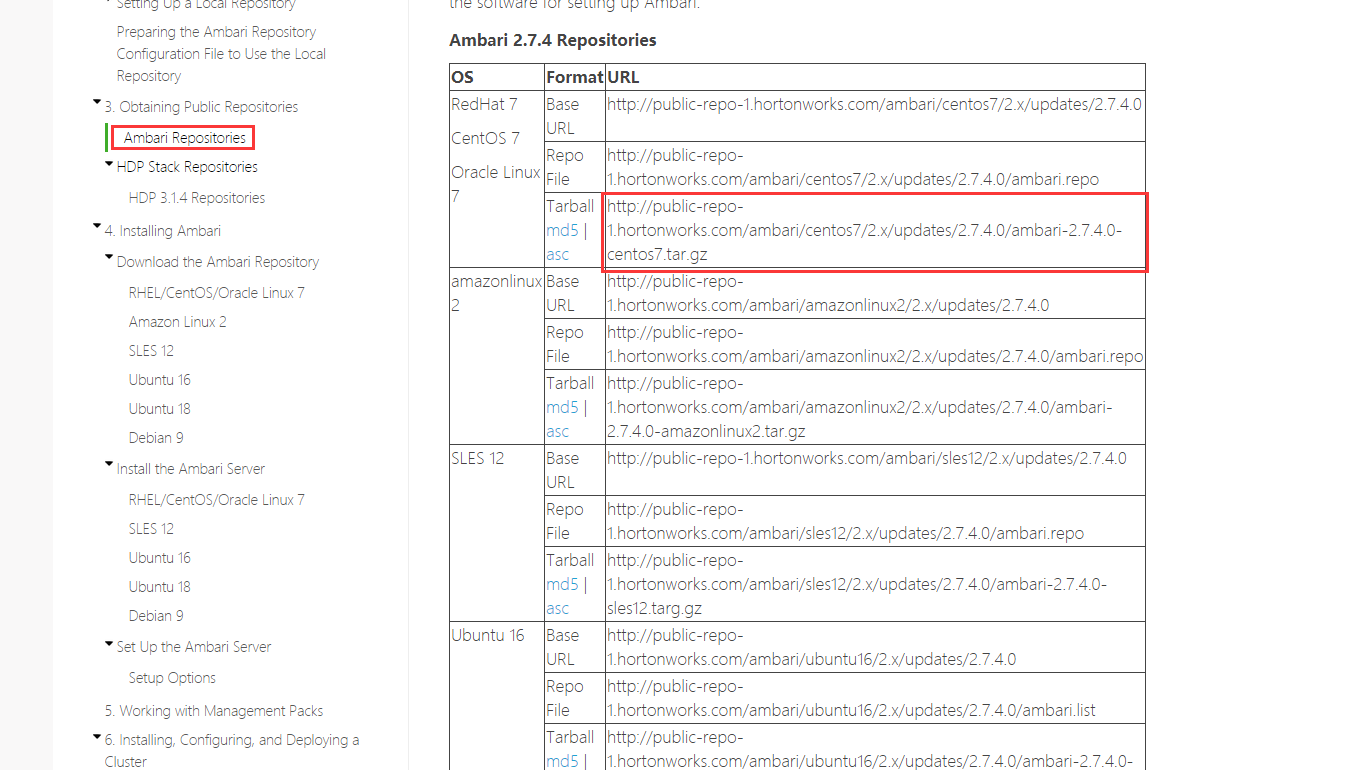 Setting Up a Local Repository
Preparing the Ambari Repository
Configuration File to Use the Local
Repository
3. Obtaining Public Repositories
Ambari Repositories
HDP Stack Repositories
HDP 3.1.4 Repositories
4. Installing Ambari
Download the Ambari Repository
RHEL/CentOS/Oracle Linux 7
Amazon Linux 2
SLES 12
Ubuntu 16
Ubuntu 18
Debian 9
Install the Ambari Server
RHEL/CentOS/Oracle Linux 7
SLES 12
Ubuntu 16
Ubuntu 18
Debian 9
Set Up the Ambari Server
Setup Options
5. Working with Management Packs
6. Installing, Configuring, and Deploying a
Cluster
the software for setting up Ambari.
Ambari 2.7.4 Repositories
OS Format URL
RedHat 7
CentOS 7
Oracle Linux
7
Base
URL
http://public-repo-1.hortonworks.com/ambari/centos7/2.x/updates/2.7.4.0
Repo
File
http://public-repo-
1.hortonworks.com/ambari/centos7/2.x/updates/2.7.4.0/ambari.repo
Tarball
md5 |
asc
http://public-repo-
1.hortonworks.com/ambari/centos7/2.x/updates/2.7.4.0/ambari-2.7.4.0-
centos7.tar.gz
amazonlinux
2
Base
URL
http://public-repo-
1.hortonworks.com/ambari/amazonlinux2/2.x/updates/2.7.4.0
Repo
File
http://public-repo-
1.hortonworks.com/ambari/amazonlinux2/2.x/updates/2.7.4.0/ambari.repo
Tarball
md5 |
asc
http://public-repo-
1.hortonworks.com/ambari/amazonlinux2/2.x/updates/2.7.4.0/ambari-
2.7.4.0-amazonlinux2.tar.gz
SLES 12
Base
URL
http://public-repo-1.hortonworks.com/ambari/sles12/2.x/updates/2.7.4.0
Repo
File
http://public-repo-
1.hortonworks.com/ambari/sles12/2.x/updates/2.7.4.0/ambari.repo
Tarball
md5 |
asc
http://public-repo-
1.hortonworks.com/ambari/sles12/2.x/updates/2.7.4.0/ambari-2.7.4.0-
sles12.targ.gz
Ubuntu 16
Base
URL
http://public-repo-
1.hortonworks.com/ambari/ubuntu16/2.x/updates/2.7.4.0
Repo
File
http://public-repo-
1.hortonworks.com/ambari/ubuntu16/2.x/updates/2.7.4.0/ambari.list
Tarball
md5 |
http://public-repo-
1.hortonworks.com/ambari/ubuntu16/2.x/updates/2.7.4.0/ambari-2.7.4.0-